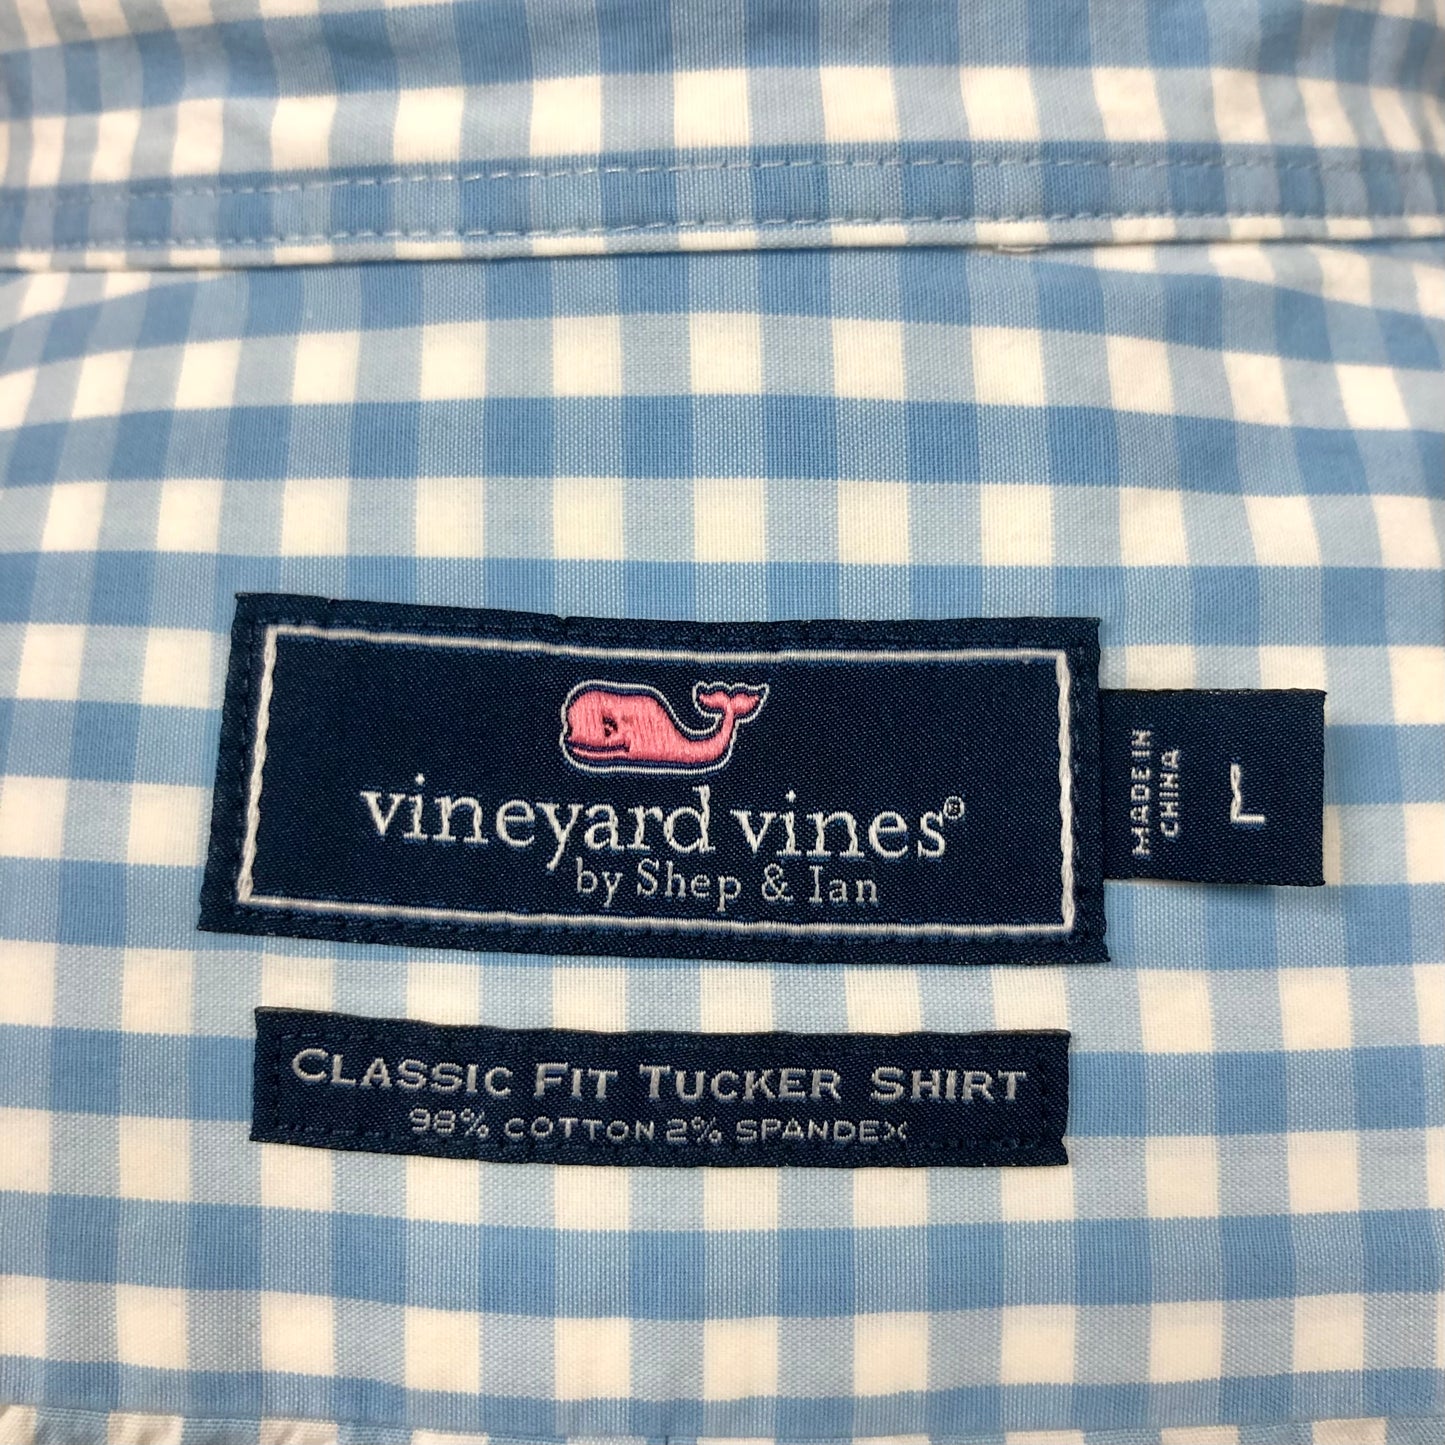 vineyard vines®
by Shep & Ian
MADE IN
CHINA
L
CLASSIC FIT TUCKER SHIRT
98% COTTON 2% SPANDEX